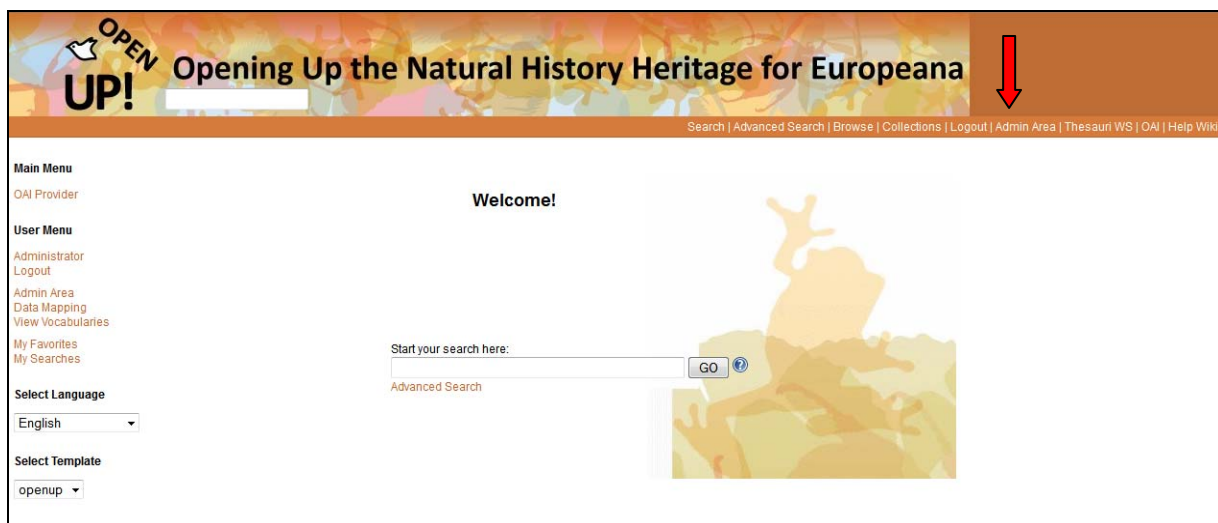 OPEN
UP!
Opening Up the Natural History Heritage for Europeana
Search | Advanced Search | Browse | Collections | Logout | Admin Area | Thesauri WS | OAI | Help Wiki
Main Menu
OAI Provider
User Menu
Administrator
Logout
Admin Area
Data Mapping
View Vocabularies
My Favorites
My Searches
Select Language
English
Select Template
openup
Welcome!
Start your search here:
GO ?
Advanced Search